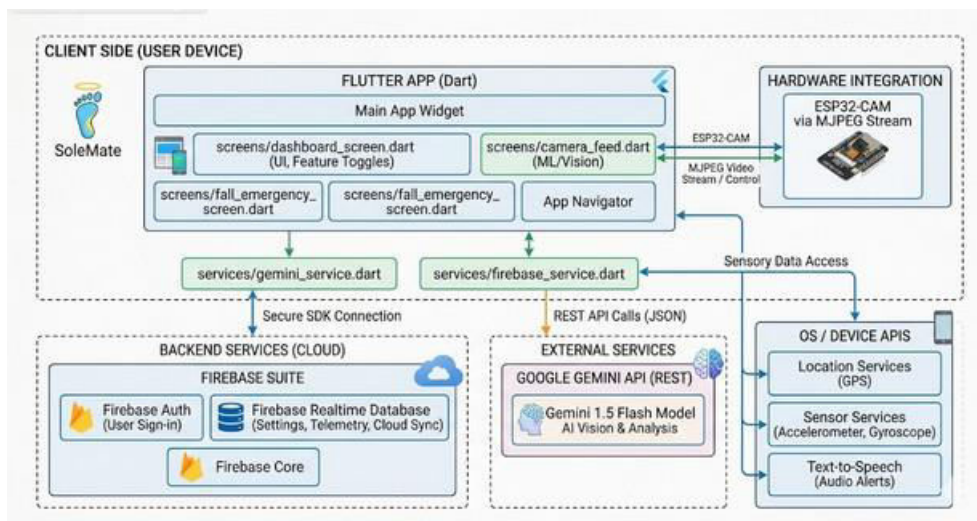 CLIENT SIDE (USER DEVICE)
SoleMate
FLUTTER APP (Dart)
Main App Widget
screens/dashboard_screen.dart
(UI, Feature Toggles)
screens/camera_feed.dart
(ML/Vision)
screens/fall_emergency_
screen.dart
screens/fall_emergency_
screen.dart
App Navigator
ESP32-CAM
MJPEG Video
Stream / Control
HARDWARE INTEGRATION
ESP32-CAM
via MJPEG Stream
services/gemini_service.dart
services/firebase_service.dart
Sensory Data Access
Secure SDK Connection
REST API Calls (JSON)
BACKEND SERVICES (CLOUD)
FIREBASE SUITE
Firebase Auth
(User Sign-in)
Firebase Realtime Database
(Settings, Telemetry, Cloud Sync)
Firebase Core
EXTERNAL SERVICES
GOOGLE GEMINI API (REST)
Gemini 1.5 Flash Model
AI Vision & Analysis
OS / DEVICE APIS
Location Services
(GPS)
Sensor Services
(Accelerometer, Gyroscope)
Text-to-Speech
(Audio Alerts)